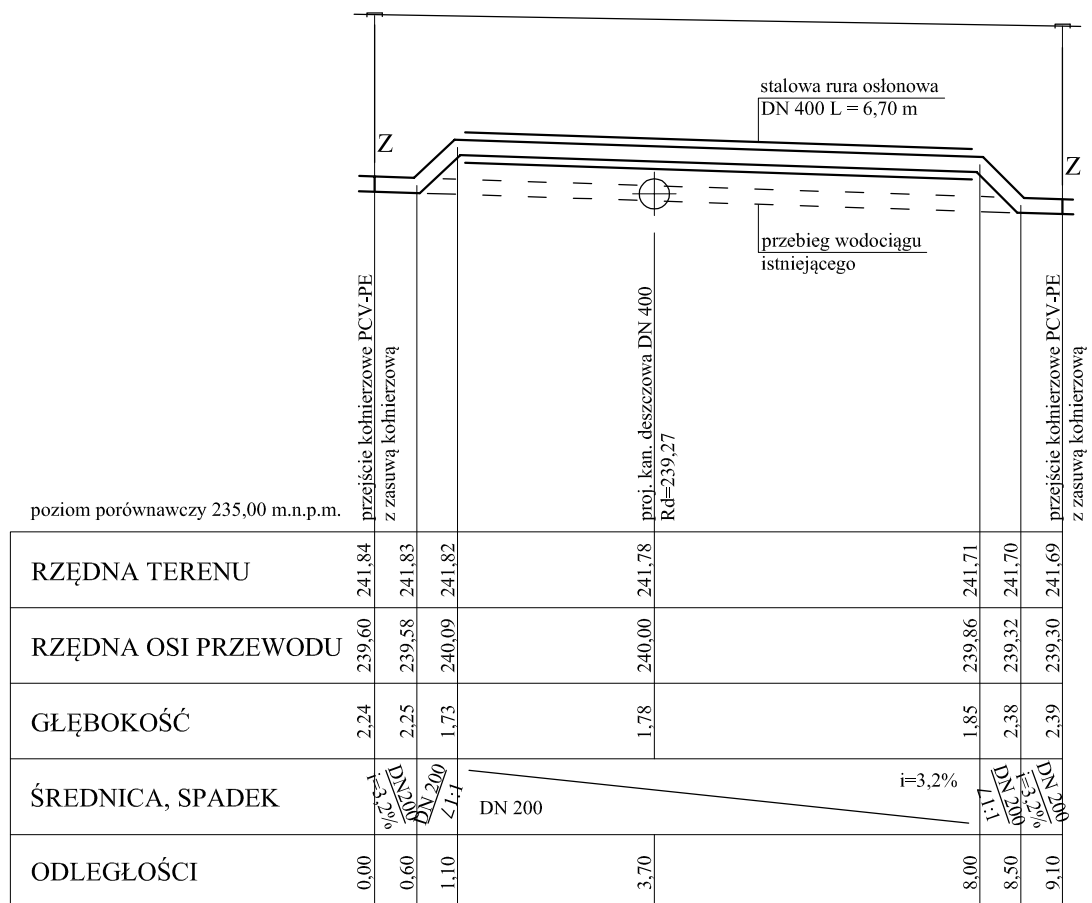 stalowa rura osłonowa
DN 400 L = 6,70 m
Z
Z
przebieg wodociągu
istniejącego
przejście kołnierzowe PCV-PE
z zasuwą kołnierzową
proj. kan. deszczowa DN 400
Rd=239,27
przejście kołnierzowe PCV-PE
z zasuwą kołnierzową
poziom porównawczy 235,00 m.n.p.m.
RZĘDNA TERENU 241,84 241,83 241,82 241,78 241,71 241,70 241,69
RZĘDNA OSI PRZEWODU 239,60 239,58 240,09 240,00 239,86 239,32 239,30
GŁĘBOKOŚĆ 2,24 2,25 1,73 1,78 1,85 2,38 2,39
ŚREDNICA, SPADEK
DN200
i=3,2%
DN 200
∠1:1
DN 200
i=3,2%
DN 200
∠1:1
DN 200
i=3,2%
ODLEGŁOŚCI 0,00 0,60 1,10 3,70 8,00 8,50 9,10